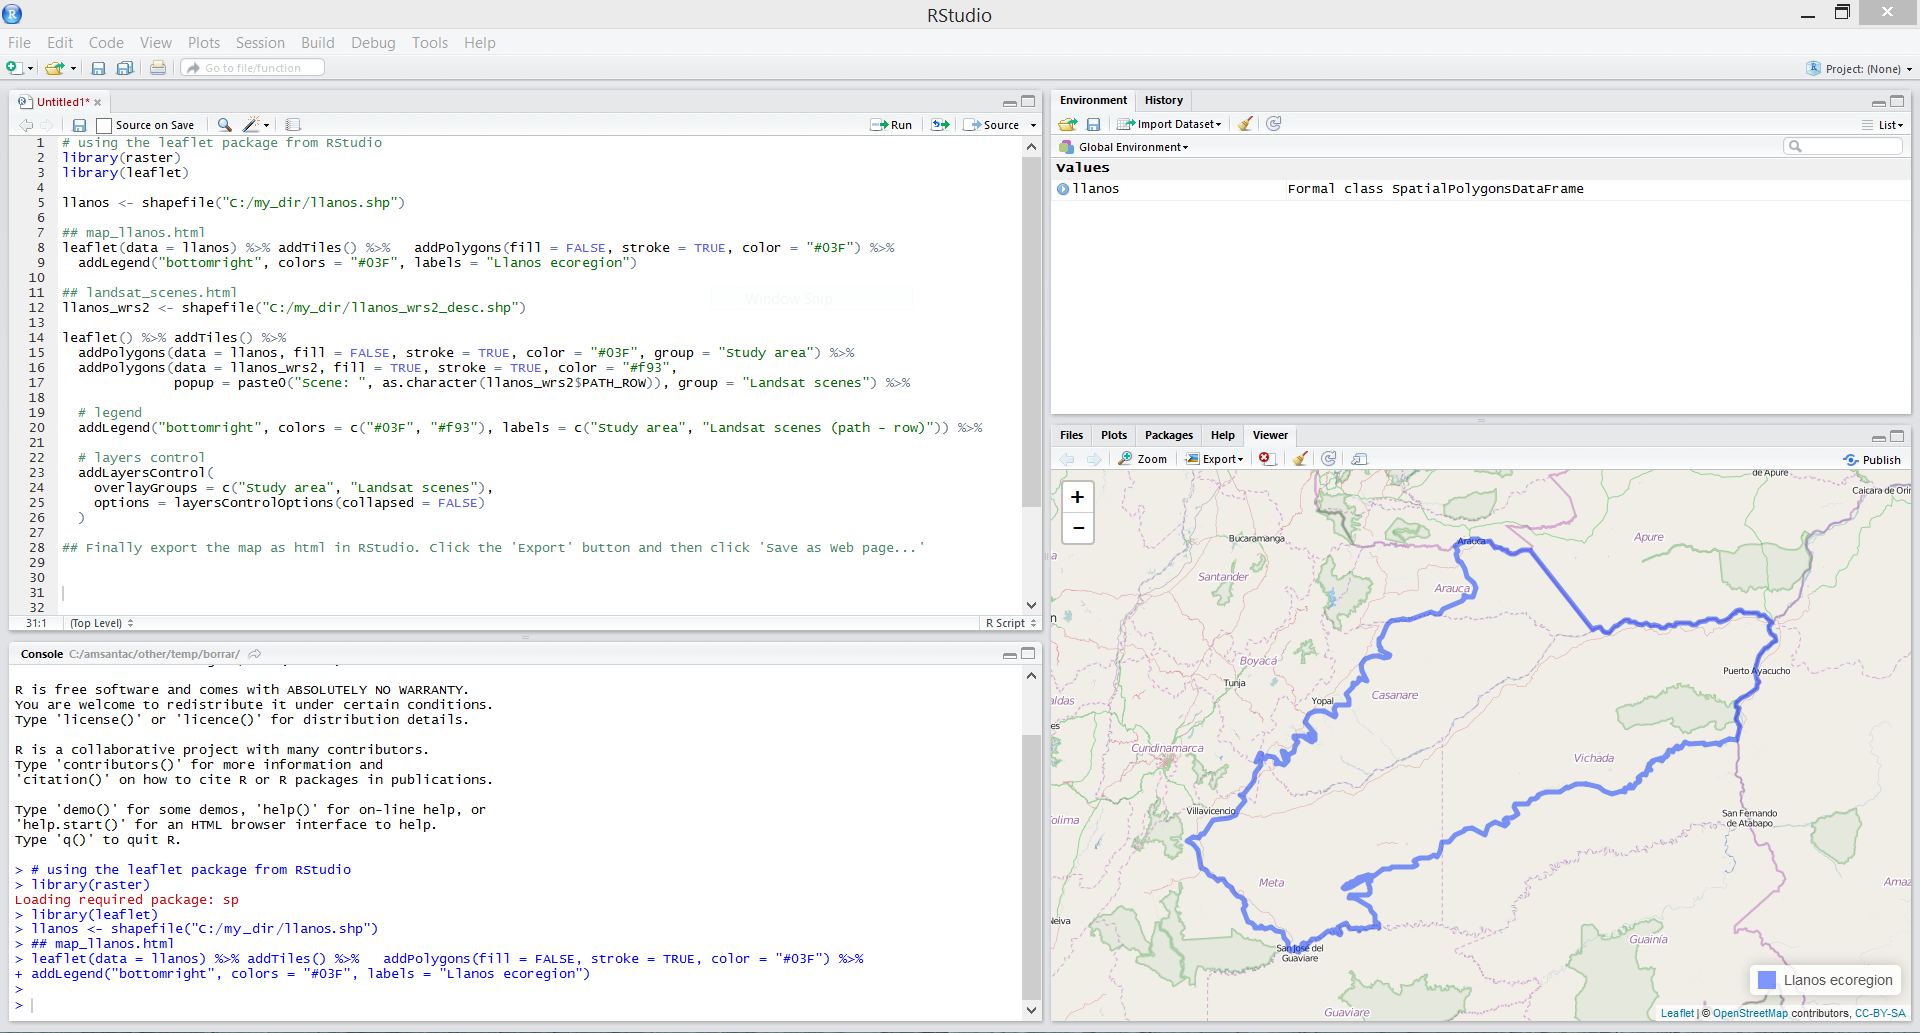 RStudio
File Edit Code View Plots Session Build Debug Tools Help
Go to file/function
Project: (None)
Untitled1*
Source on Save
Run
Source
1 # using the leaflet package from RStudio
2 library(raster)
3 library(leaflet)
4
5 llanos <- shapefile("C:/my_dir/llanos.shp")
6
7 ## map_llanos.html
8 leaflet(data = llanos) %>% addTiles() %>%   addPolygons(fill = FALSE, stroke = TRUE, color = "#03F") %>%
9   addLegend("bottomright", colors = "#03F", labels = "Llanos ecoregion")
10
11 ## landsat_scenes.html
12 llanos_wrs2 <- shapefile("C:/my_dir/llanos_wrs2_desc.shp")
13
14 leaflet() %>% addTiles() %>%
15   addPolygons(data = llanos, fill = FALSE, stroke = TRUE, color = "#03F", group = "Study area") %>%
16   addPolygons(data = llanos_wrs2, fill = TRUE, stroke = TRUE, color = "#f93",
17               popup = paste0("Scene: ", as.character(llanos_wrs2$PATH_ROW)), group = "Landsat scenes") %>%
18
19   # legend
20   addLegend("bottomright", colors = c("#03F", "#f93"), labels = c("Study area", "Landsat scenes (path - row)")) %>%
21
22   # layers control
23   addLayersControl(
24     overlayGroups = c("Study area", "Landsat scenes"),
25     options = layersControlOptions(collapsed = FALSE)
26   )
27
28 ## Finally export the map as html in RStudio. Click the 'Export' button and then click 'Save as Web page...'
29
30
31
32
Window Snip
31:1 (Top Level)
R Script
Console C:/amsantac/other/temp/borrar/
R is free software and comes with ABSOLUTELY NO WARRANTY.
You are welcome to redistribute it under certain conditions.
Type 'license()' or 'licence()' for distribution details.
R is a collaborative project with many contributors.
Type 'contributors()' for more information and
'citation()' on how to cite R or R packages in publications.
Type 'demo()' for some demos, 'help()' for on-line help, or
'help.start()' for an HTML browser interface to help.
Type 'q()' to quit R.
> # using the leaflet package from RStudio
> library(raster)
Loading required package: sp
> library(leaflet)
> llanos <- shapefile("C:/my_dir/llanos.shp")
> ## map_llanos.html
> leaflet(data = llanos) %>% addTiles() %>%   addPolygons(fill = FALSE, stroke = TRUE, color = "#03F") %>%
+ addLegend("bottomright", colors = "#03F", labels = "Llanos ecoregion")
>
>
Environment History
Import Dataset
List
Global Environment
Values
llanos Formal class SpatialPolygonsDataFrame
Files Plots Packages Help Viewer
Zoom Export
Publish
+
−
de Apure
Caicara de Orir
Bucaramanga
Arauca
Apure
Santander
Arauca
Boyacá
Tunja
Puerto Ayacucho
Casanare
Yopal
aldas
Cundinamarca
Vichada
Villavicencio
San Fernando
de Atabapo
olima
Meta
Amaz
Neiva
San José del
Guaviare
Guainía
Guaviare
Llanos ecoregion
Leaflet | © OpenStreetMap contributors, CC-BY-SA